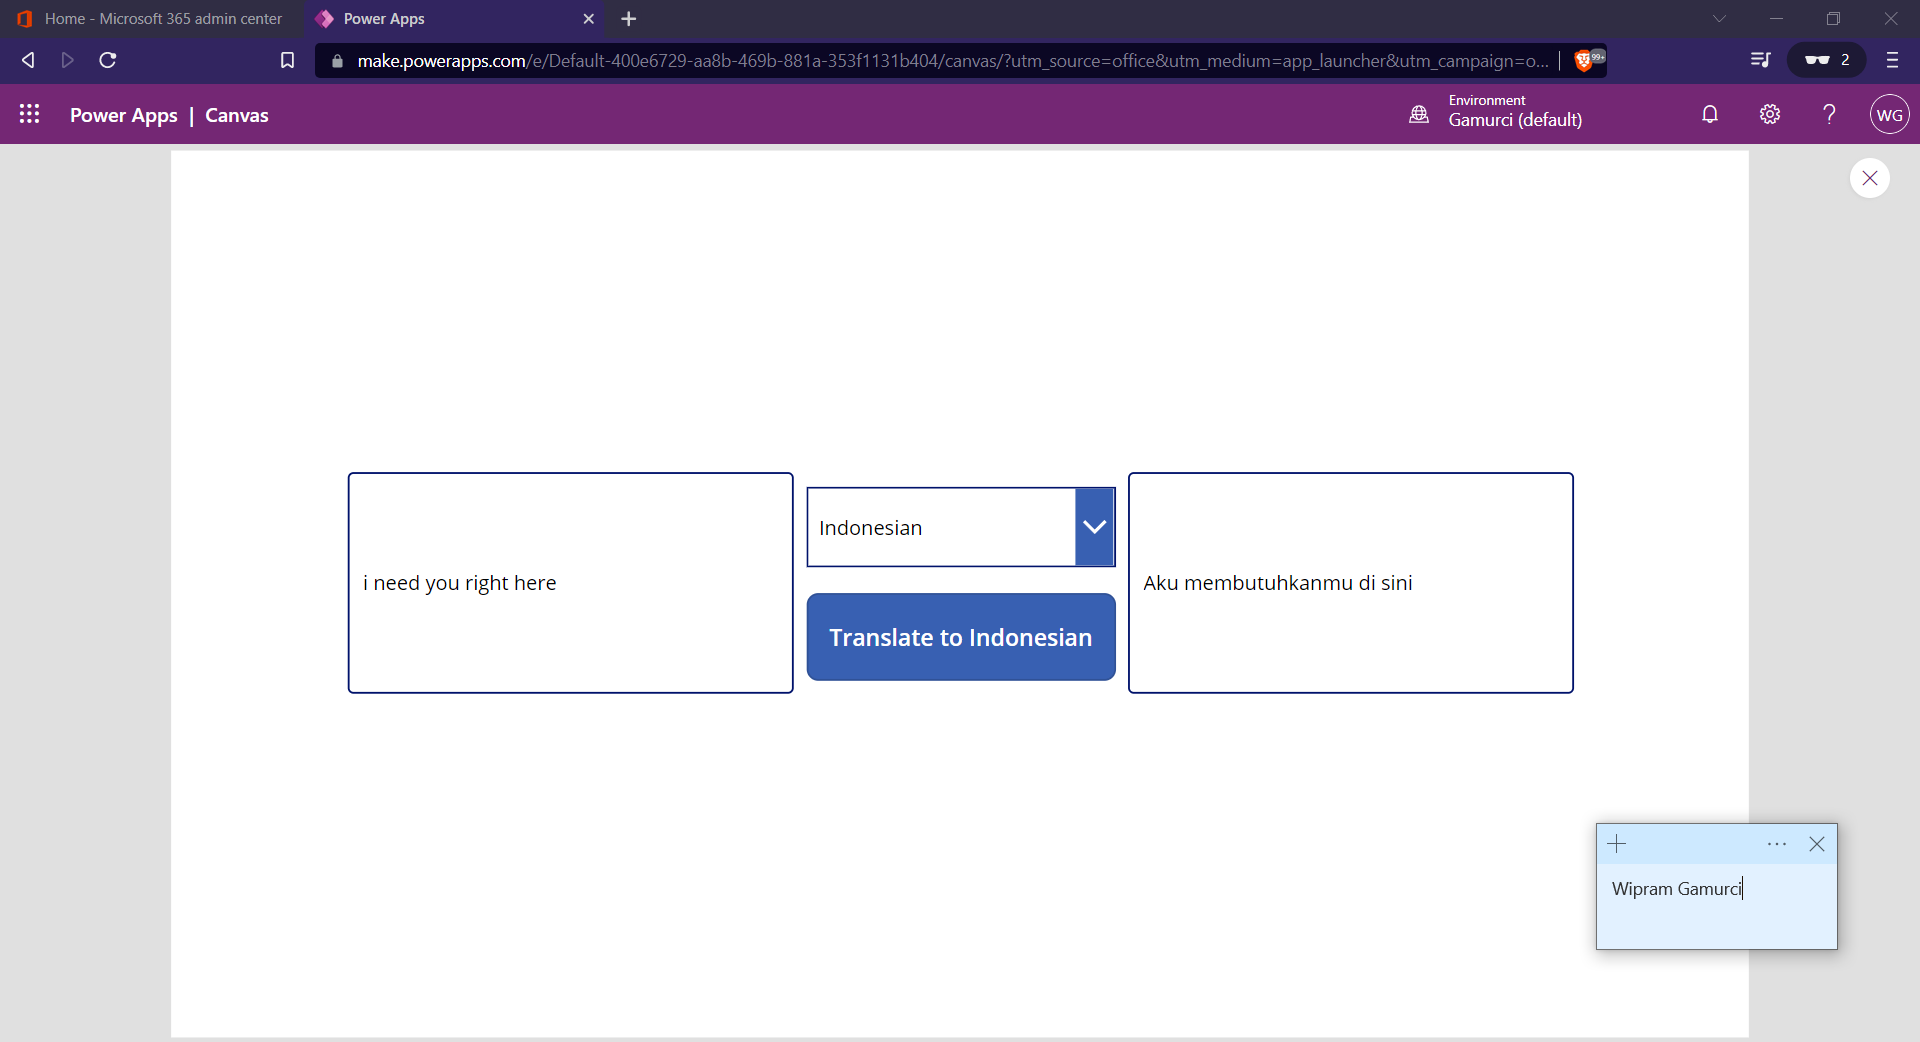 Home - Microsoft 365 admin center
Power Apps
make.powerapps.com/e/Default-400e6729-aa8b-469b-881a-353f1131b404/canvas/?utm_source=office&utm_medium=app_launcher&utm_campaign=o...
99+
2
Power Apps | Canvas
Environment
Gamurci (default)
WG
Indonesian
i need you right here
Aku membutuhkanmu di sini
Translate to Indonesian
Wipram Gamurci